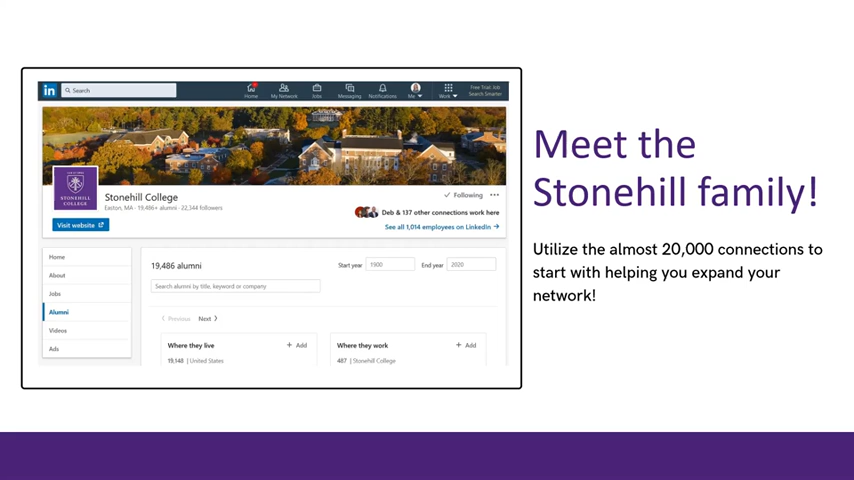 in
Search
Home
My Network
Jobs
Messaging
Notifications
Me
Work
Free Trial Job
Search Smarter
STONEHILL
COLLEGE
Stonehill College
Easton, MA · 19,486+ alumni · 22,344 followers
Following
Deb & 137 other connections work here
See all 1,014 employees on LinkedIn
Visit website
Home
About
Jobs
Alumni
Videos
Ads
19,486 alumni
Start year
1900
End year
2020
Search alumni by title, keyword or company
Previous
Next
Where they live
+ Add
19,148 | United States
Where they work
+ Add
487 | Stonehill College
Meet the
Stonehill family!
Utilize the almost 20,000 connections to
start with helping you expand your
network!